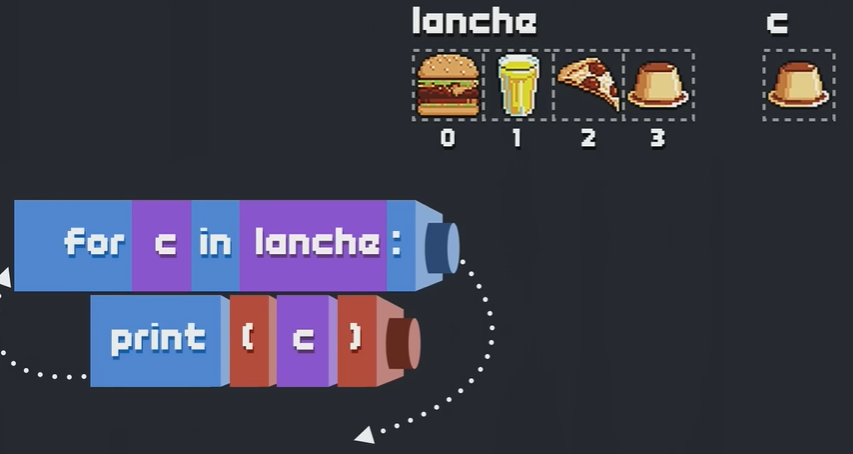 lanche c
0 1 2 3
for c in lanche:
print ( c )